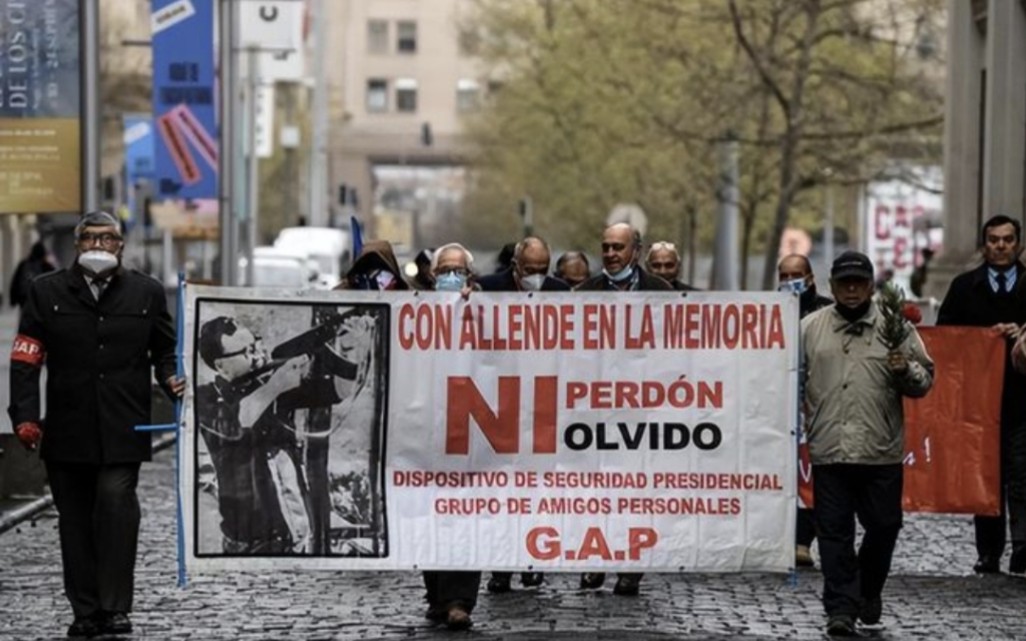 DE LOS CI
GAP
CON ALLENDE EN LA MEMORIA
NI PERDÓN
OLVIDO
DISPOSITIVO DE SEGURIDAD PRESIDENCIAL
GRUPO DE AMIGOS PERSONALES
G.A.P